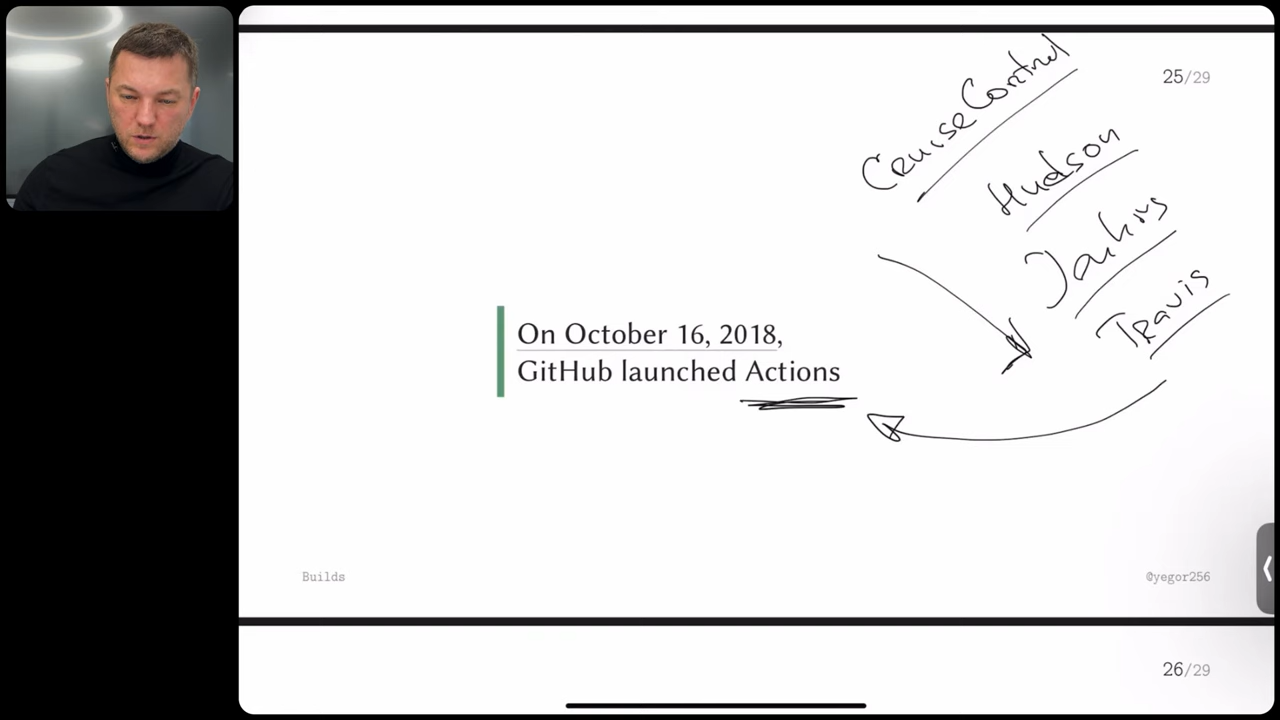 25/29
CruiseControl
Hudson
Jenkins
Travis
On October 16, 2018,
GitHub launched Actions
Builds
@yegor256
26/29